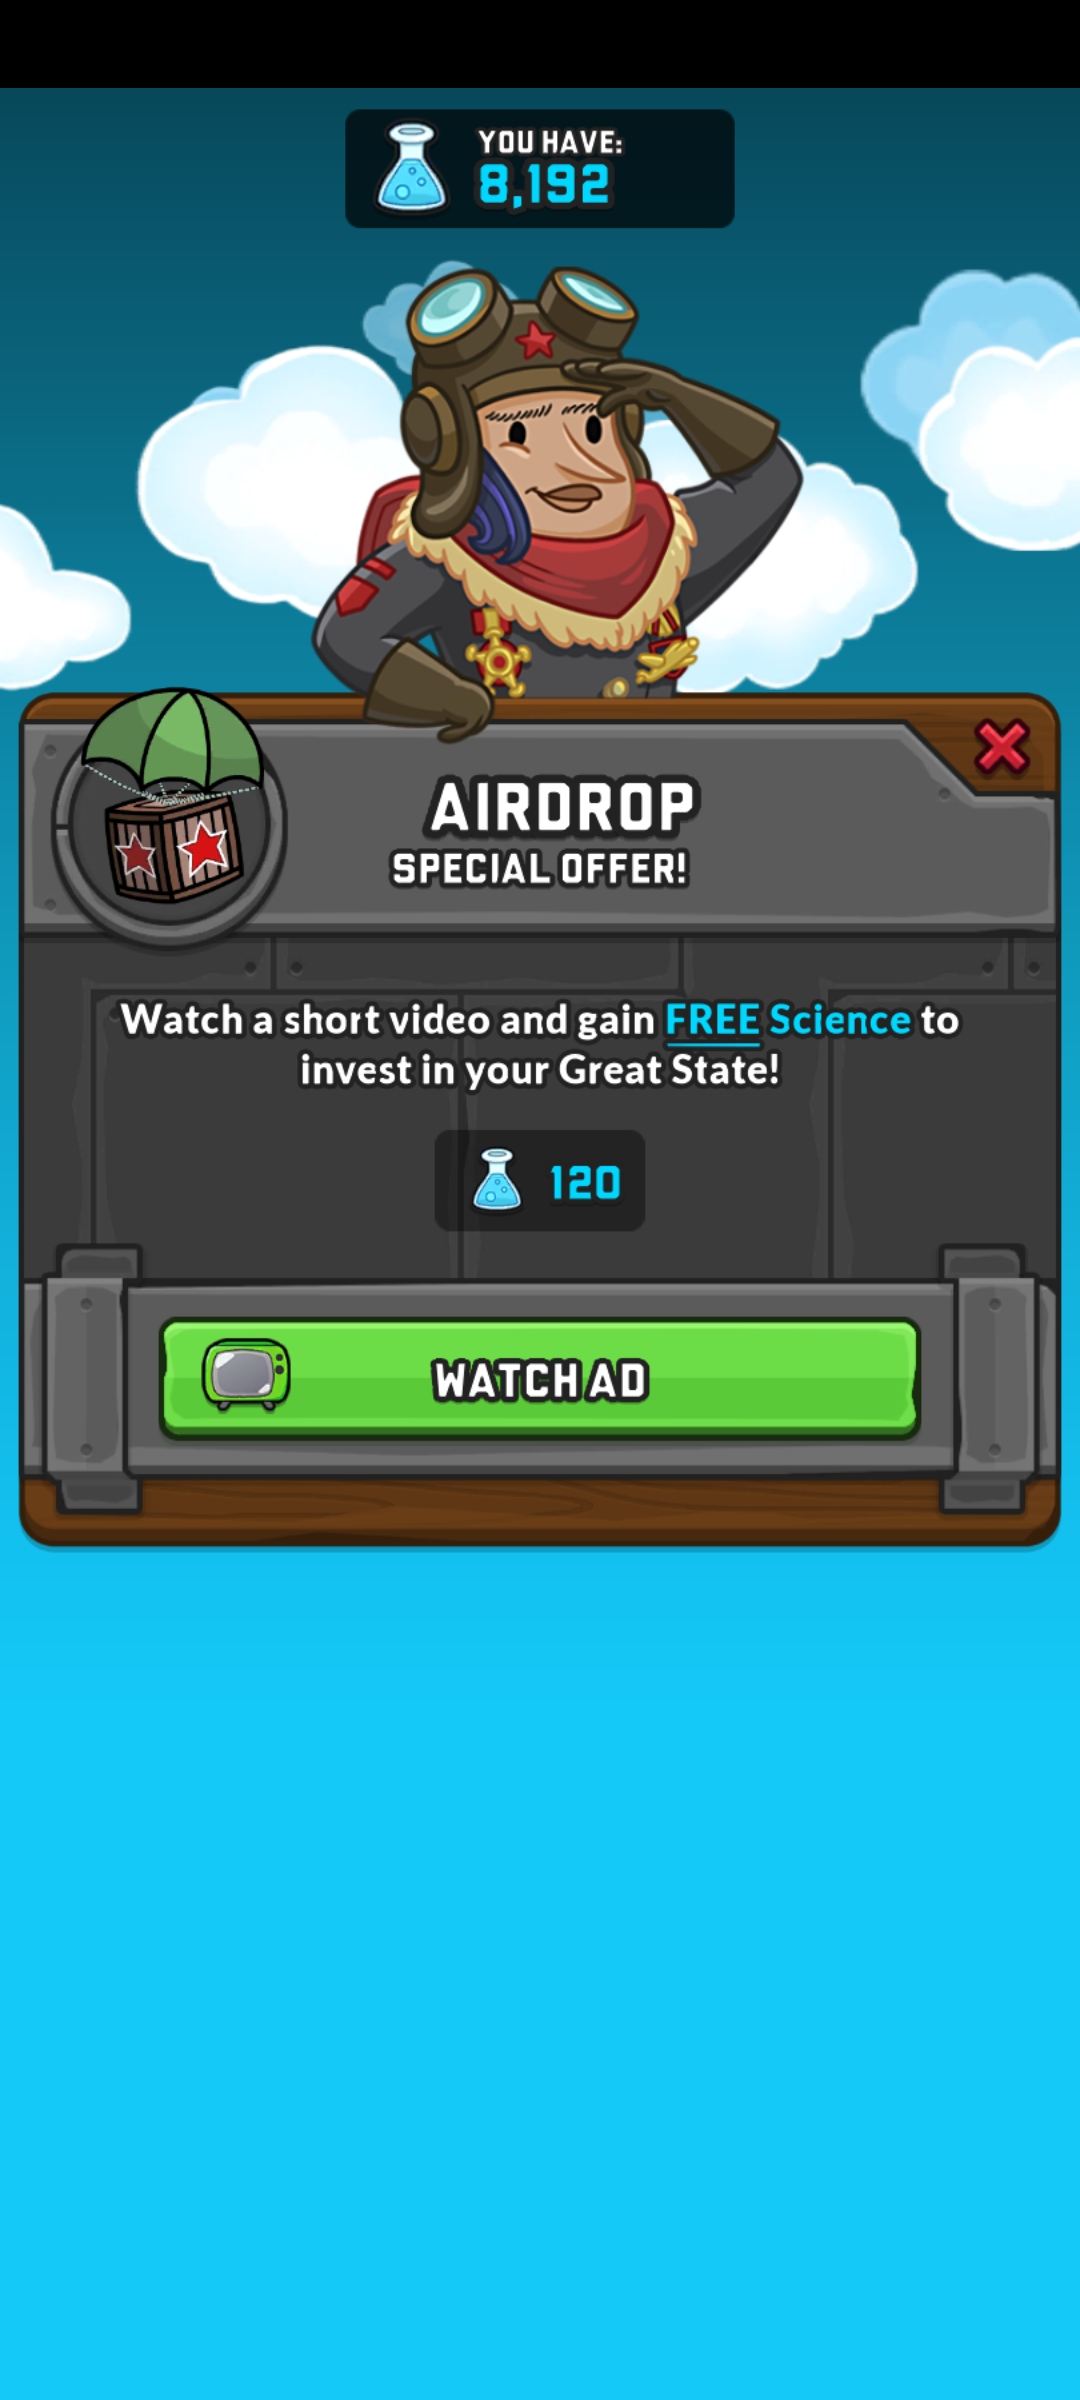 YOU HAVE:
8,192
AIRDROP
SPECIAL OFFER!
Watch a short video and gain FREE Science to
invest in your Great State!
120
WATCH AD